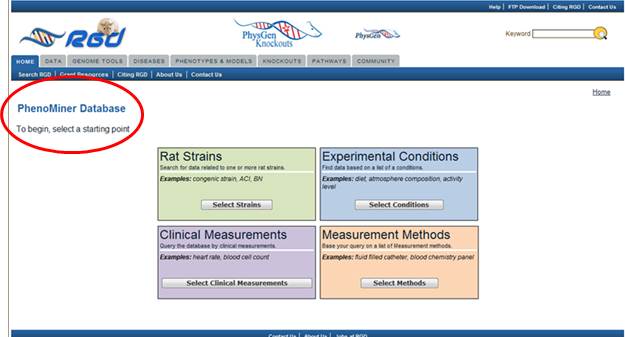 Help | FTP Download | Citing RGD | Contact Us
RGD
PhysGen
Knockouts
PhysGen
Keyword
HOME DATA GENOME TOOLS DISEASES PHENOTYPES & MODELS KNOCKOUTS PATHWAYS COMMUNITY
Search RGD | Grant Resources | Citing RGD | About Us | Contact Us
Home
PhenoMiner Database
To begin, select a starting point
Rat Strains
Search for data related to one or more rat strains.
Examples: congenic strain, ACI, BN
Select Strains
Experimental Conditions
Find data based on a list of a conditions.
Examples: diet, atmosphere composition, activity
level
Select Conditions
Clinical Measurements
Query the database by clinical measurements.
Examples: heart rate, blood cell count
Select Clinical Measurements
Measurement Methods
Base your query on a list of Measurement methods.
Examples: fluid filled catheter, blood chemistry panel
Select Methods
Contact Us | About Us | Jobs at RGD